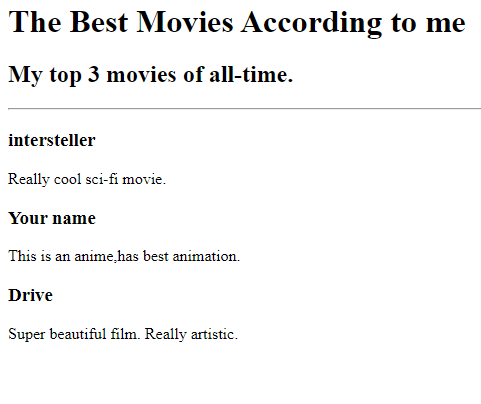 The Best Movies According to me
My top 3 movies of all-time.
intersteller
Really cool sci-fi movie.
Your name
This is an anime,has best animation.
Drive
Super beautiful film. Really artistic.